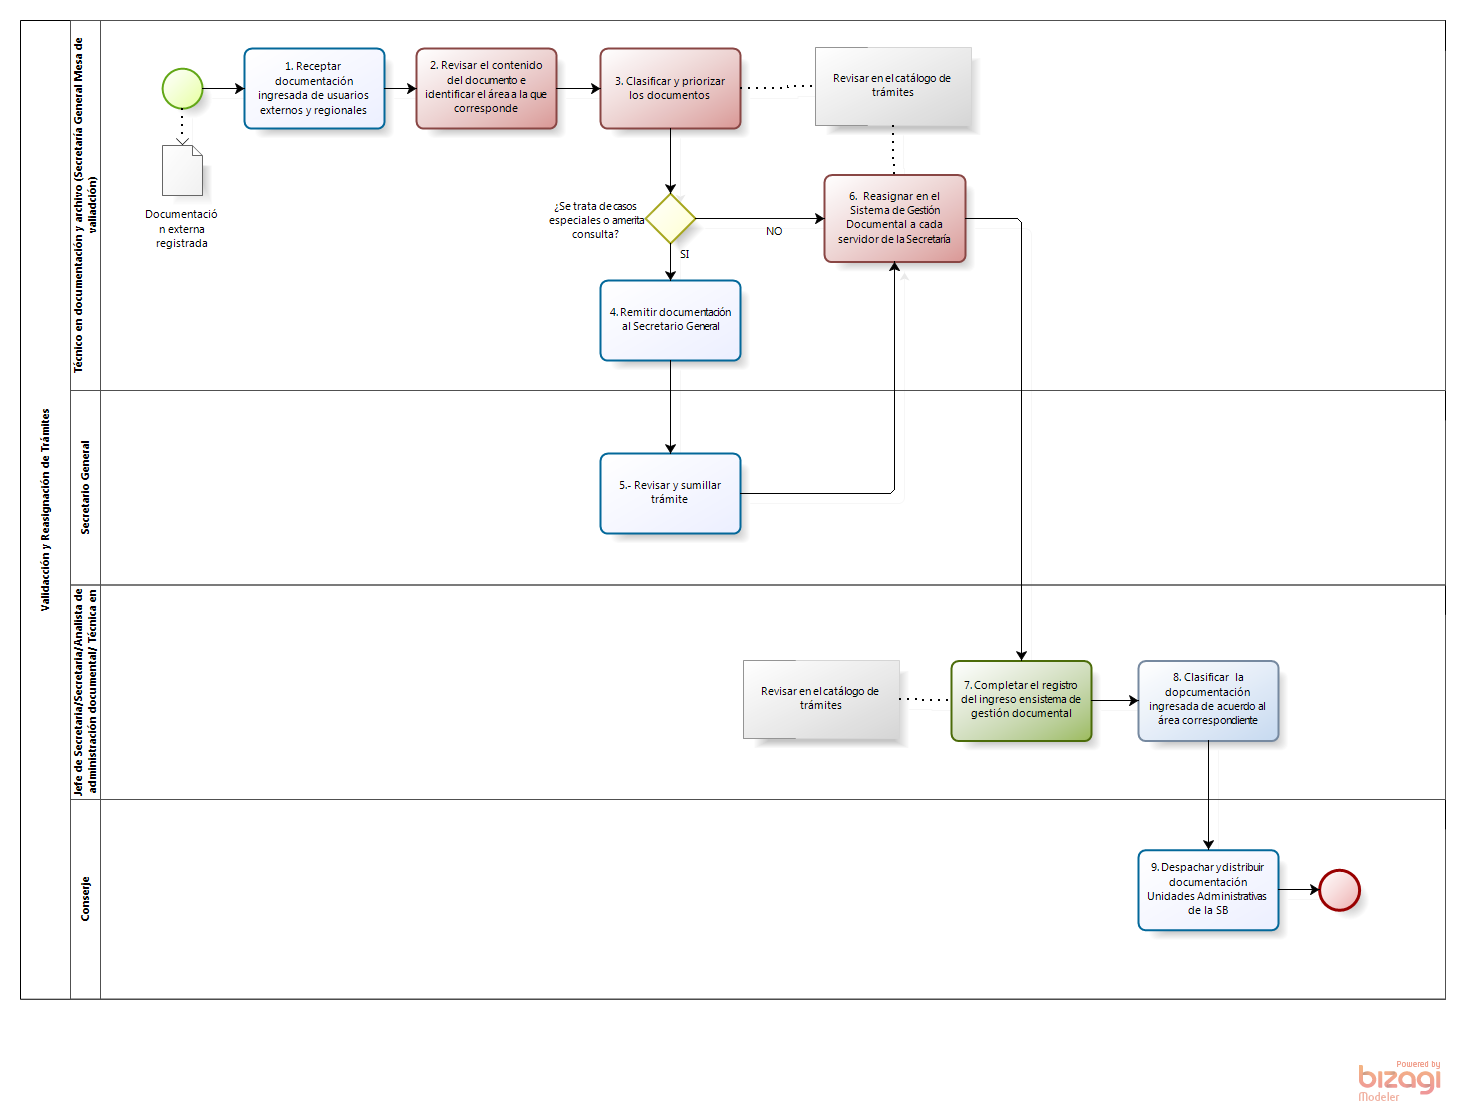 Validacción y Reasignación de Trámites
Técnico en documentación y archivo (Secretaría General Mesa de
valiadción)
1. Receptar
documentación
ingresada de usuarios
externos y regionales
2. Revisar el contenido
del documento e
identificar el área a la que
corresponde
3. Clasificar y priorizar
los documentos
Revisar en el catálogo de
trámites
Documentació
n externa
registrada
¿Se trata de casos
especiales o amerita
consulta?
NO
SI
6. Reasignar en el
Sistema de Gestión
Documental a cada
servidor de la Secretaría
4. Remitir documentación
al Secretario General
Secretario General
5.- Revisar y sumillar
trámite
Jefe de Secretaria/Secretaria/Analista de
administración documental/ Técnica en
Revisar en el catálogo de
trámites
7. Completar el registro
del ingreso en sistema de
gestión documental
8. Clasificar la
dopcumentación
ingresada de acuerdo al
área correspondiente
Conserje
9. Despachar y distribuir
documentación
Unidades Administrativas
de la SB
Powered by
bizagi
Modeler